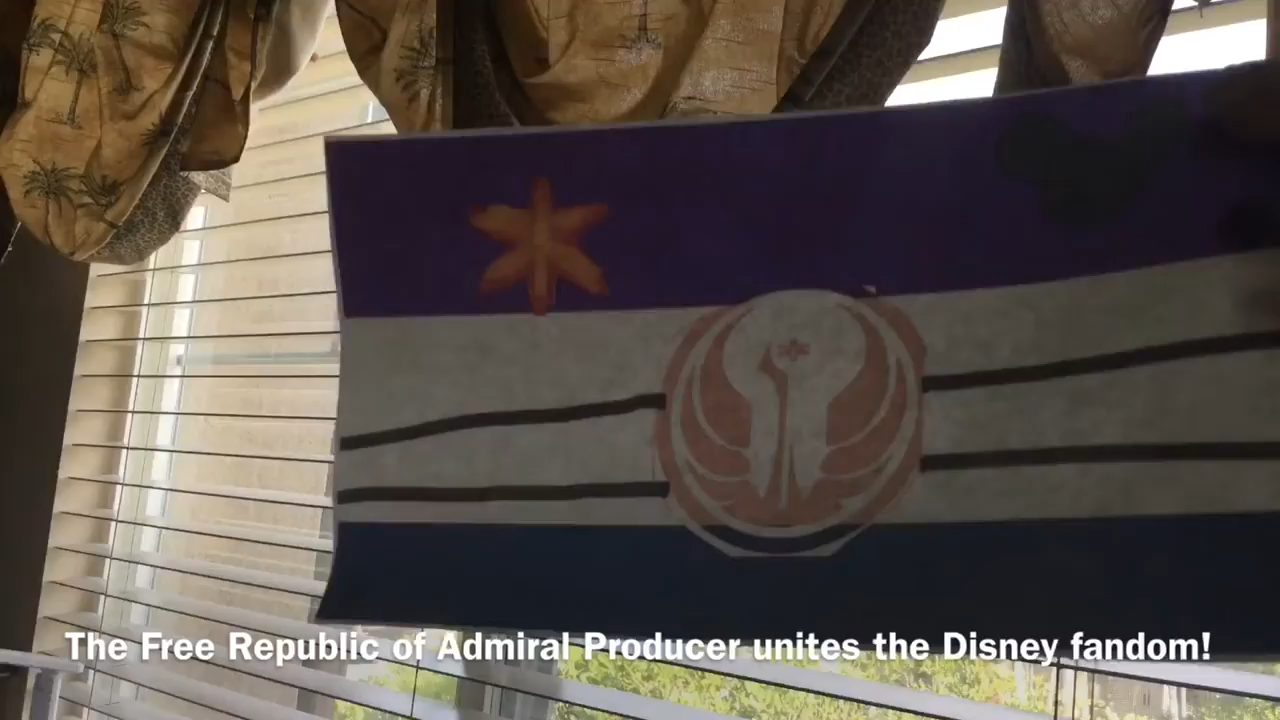 The Free Republic of Admiral Producer unites the Disney fandom!